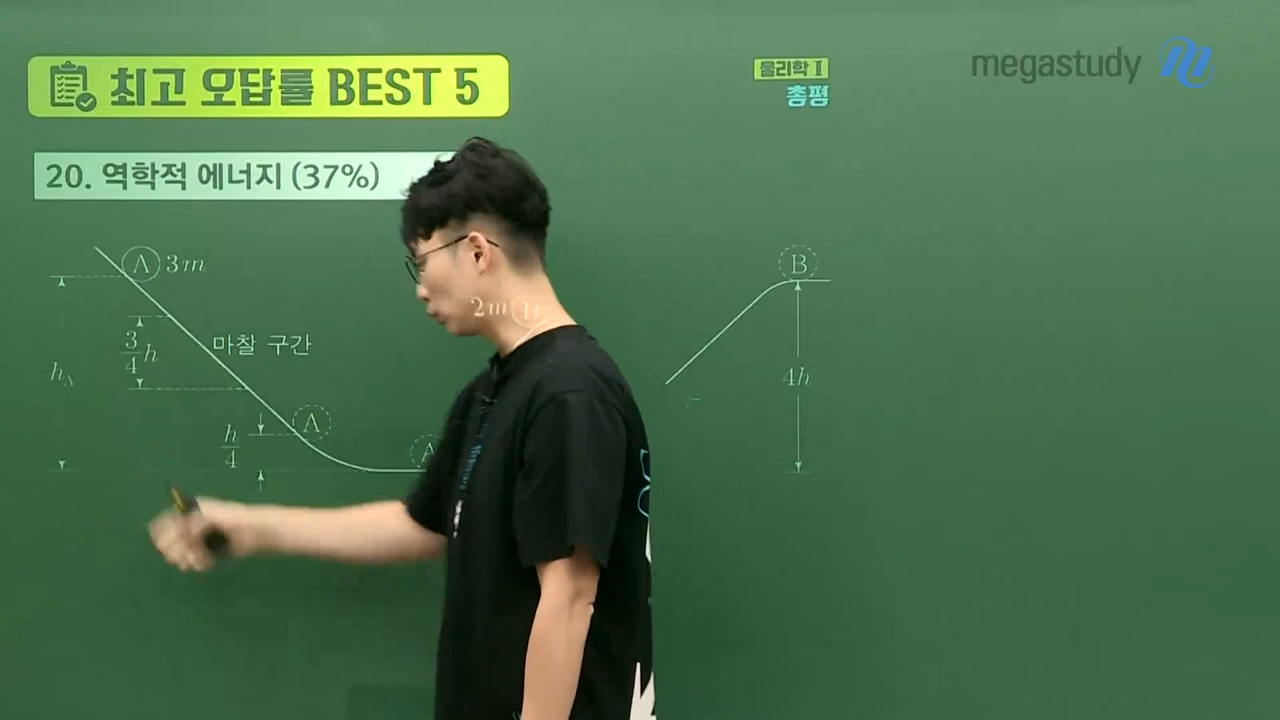 최고 오답률 BEST 5
물리학 I
총평
megastudy
20. 역학적 에너지 (37%)
A 3m
B
2m
3/4 h
마찰 구간
h
4h
A
h/4
A